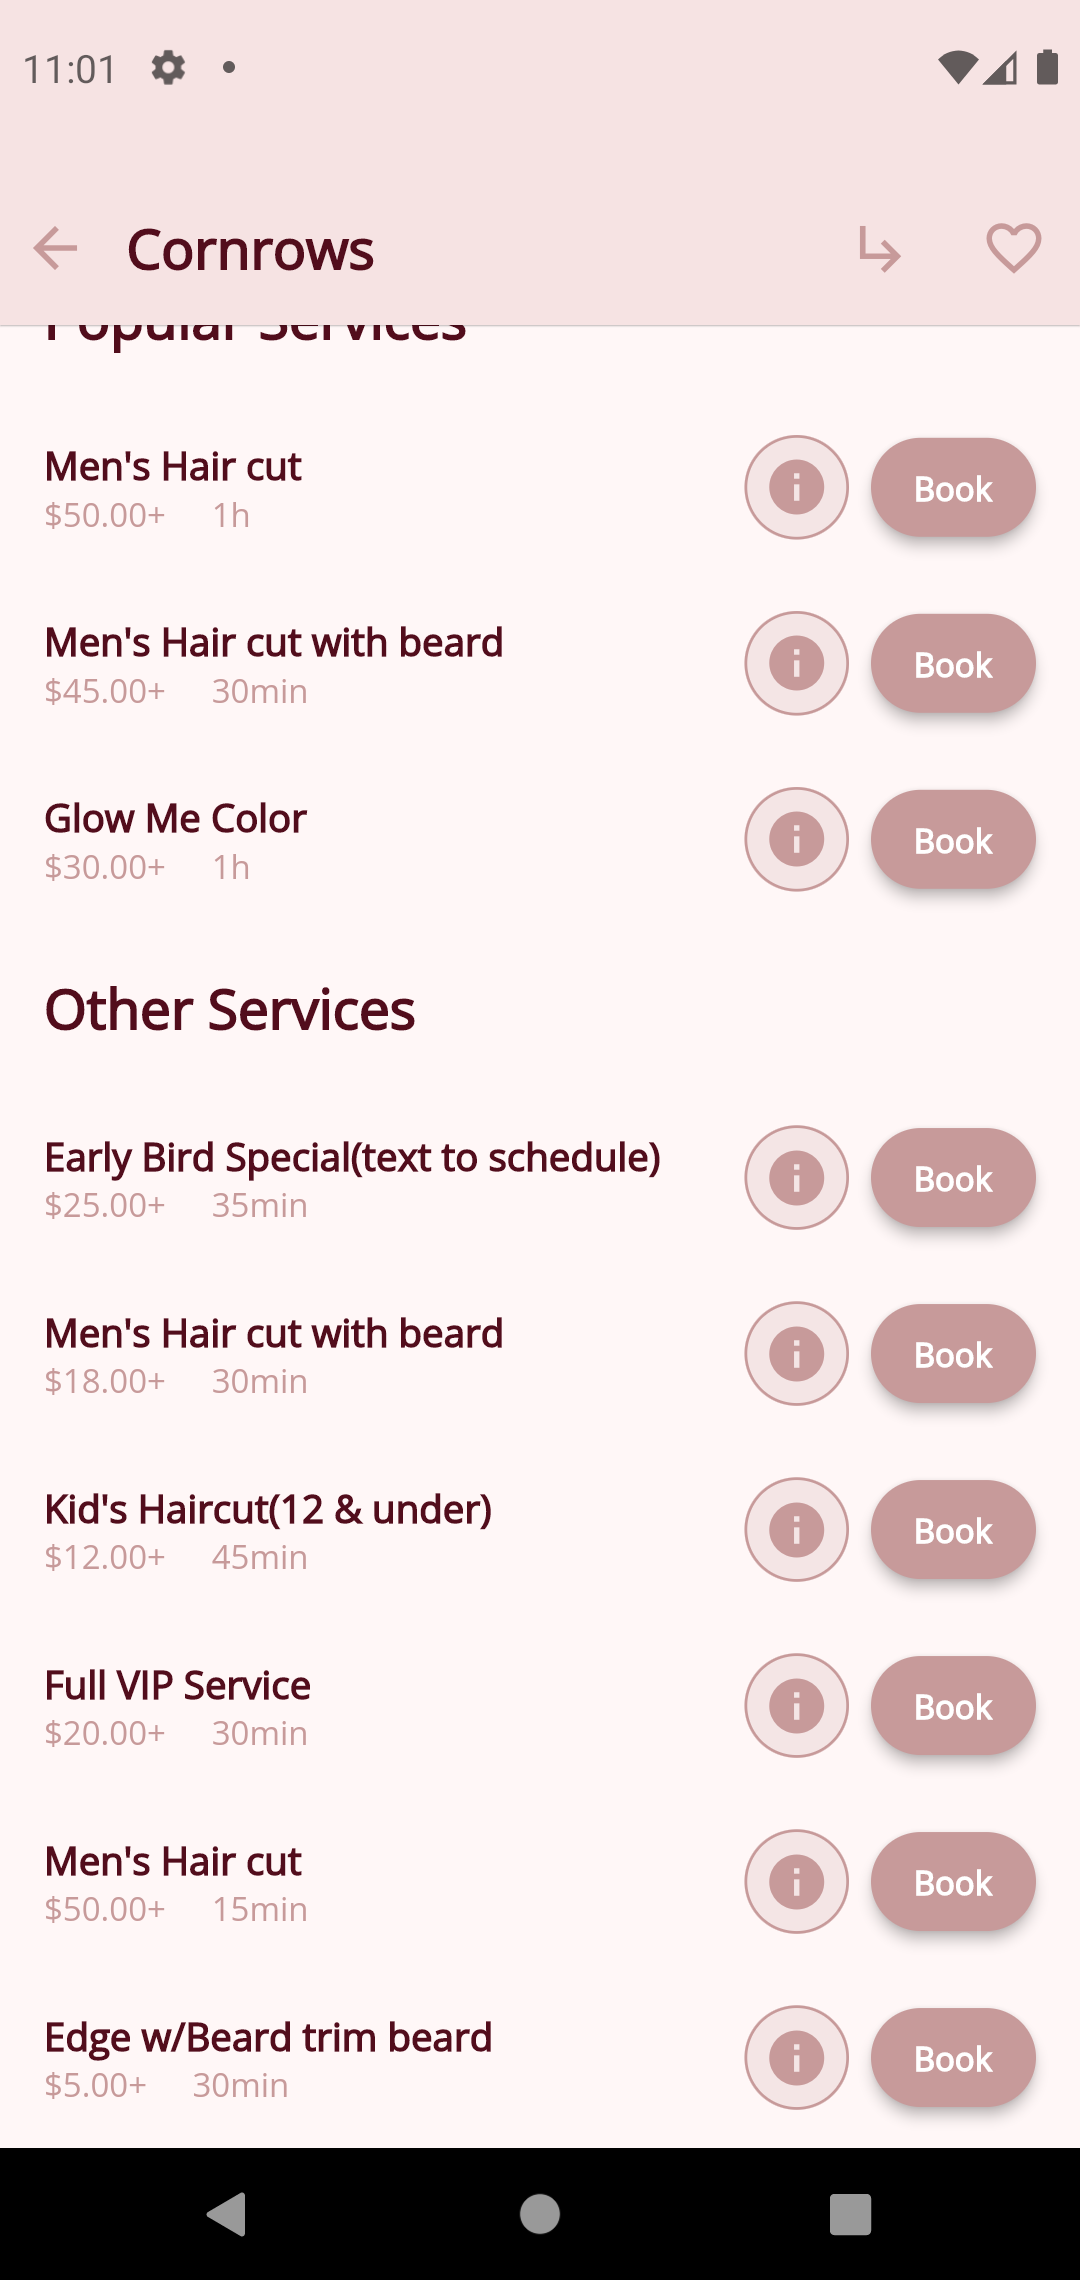 11:01
Cornrows
Popular Services
Men's Hair cut
$50.00+ 1h
Book
Men's Hair cut with beard
$45.00+ 30min
Book
Glow Me Color
$30.00+ 1h
Book
Other Services
Early Bird Special(text to schedule)
$25.00+ 35min
Book
Men's Hair cut with beard
$18.00+ 30min
Book
Kid's Haircut(12 & under)
$12.00+ 45min
Book
Full VIP Service
$20.00+ 30min
Book
Men's Hair cut
$50.00+ 15min
Book
Edge w/Beard trim beard
$5.00+ 30min
Book